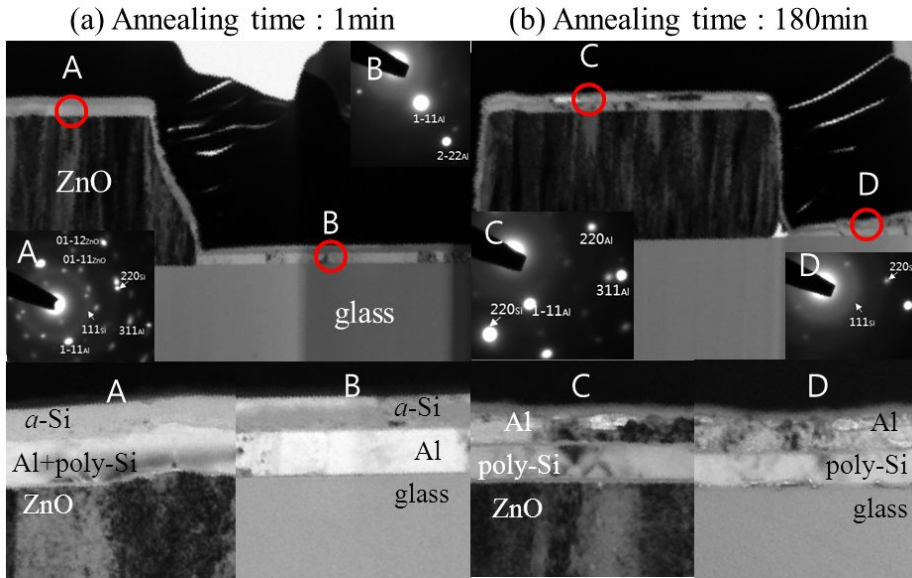 (a) Annealing time : 1min
(b) Annealing time : 180min
A
B
1-11Al
2-22Al
ZnO
B
A
01-12ZnO
01-11ZnO
220Si
111Si
311Al
1-11Al
glass
C
D
C
220Al
311Al
220Si
1-11Al
D
220S
111Si
A
a-Si
Al+poly-Si
ZnO
B
a-Si
Al
glass
C
Al
poly-Si
ZnO
D
Al
poly-Si
glass